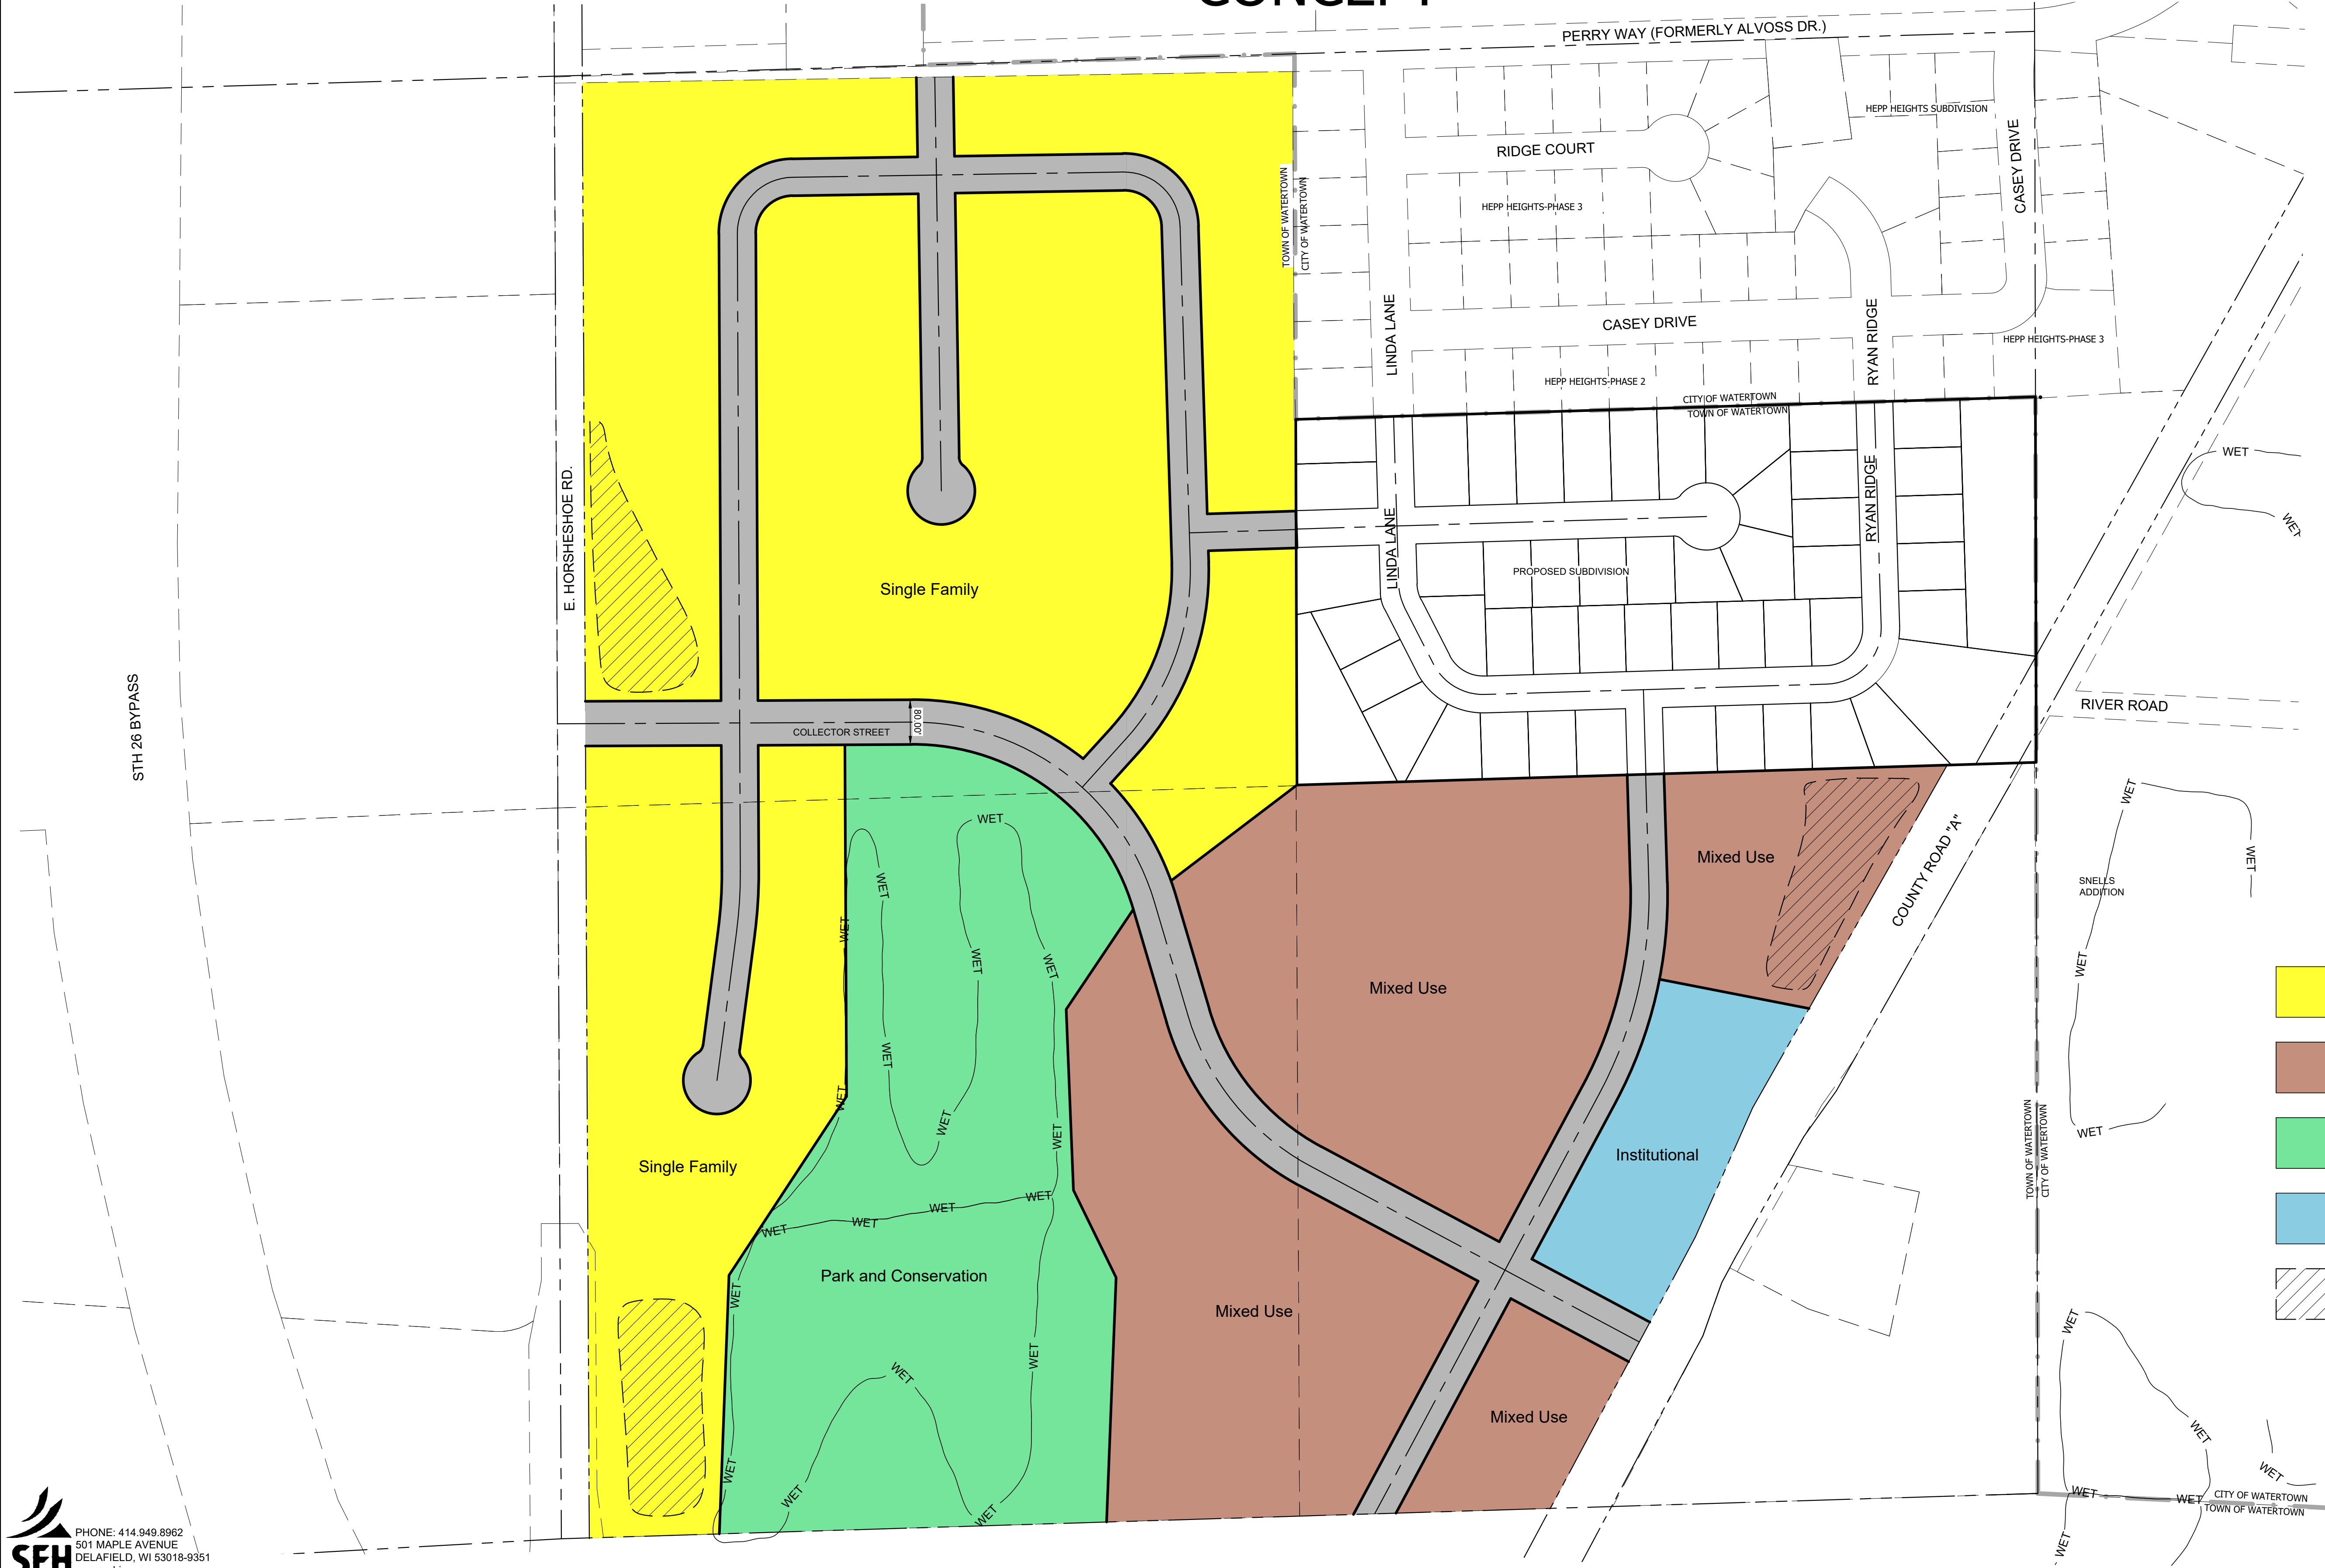 CONCEPT
PERRY WAY (FORMERLY ALVOSS DR.)
HEPP HEIGHTS SUBDIVISION
CASEY DRIVE
RIDGE COURT
HEPP HEIGHTS-PHASE 3
TOWN OF WATERTOWN
CITY OF WATERTOWN
LINDA LANE
CASEY DRIVE
RYAN RIDGE
HEPP HEIGHTS-PHASE 3
HEPP HEIGHTS-PHASE 2
CITY OF WATERTOWN
TOWN OF WATERTOWN
WET
WET
E. HORSHESHOE RD.
LINDA LANE
RYAN RIDGE
PROPOSED SUBDIVISION
Single Family
STH 26 BYPASS
COLLECTOR STREET
80.00'
RIVER ROAD
WET
WET
WET
WET
WET
WET
WET
WET
Mixed Use
COUNTY ROAD "A"
SNELLS
ADDITION
WET
WET
Mixed Use
WET
WET
WET
WET
TOWN OF WATERTOWN
CITY OF WATERTOWN
Single Family
Institutional
WET
WET
WET
WET
Park and Conservation
WET
Mixed Use
WET
WET
WET
Mixed Use
WET
WET
WET
WET
WET
WET
WET
WET
CITY OF WATERTOWN
TOWN OF WATERTOWN
WET
SEH
PHONE: 414.949.8962
501 MAPLE AVENUE
DELAFIELD, WI 53018-9351